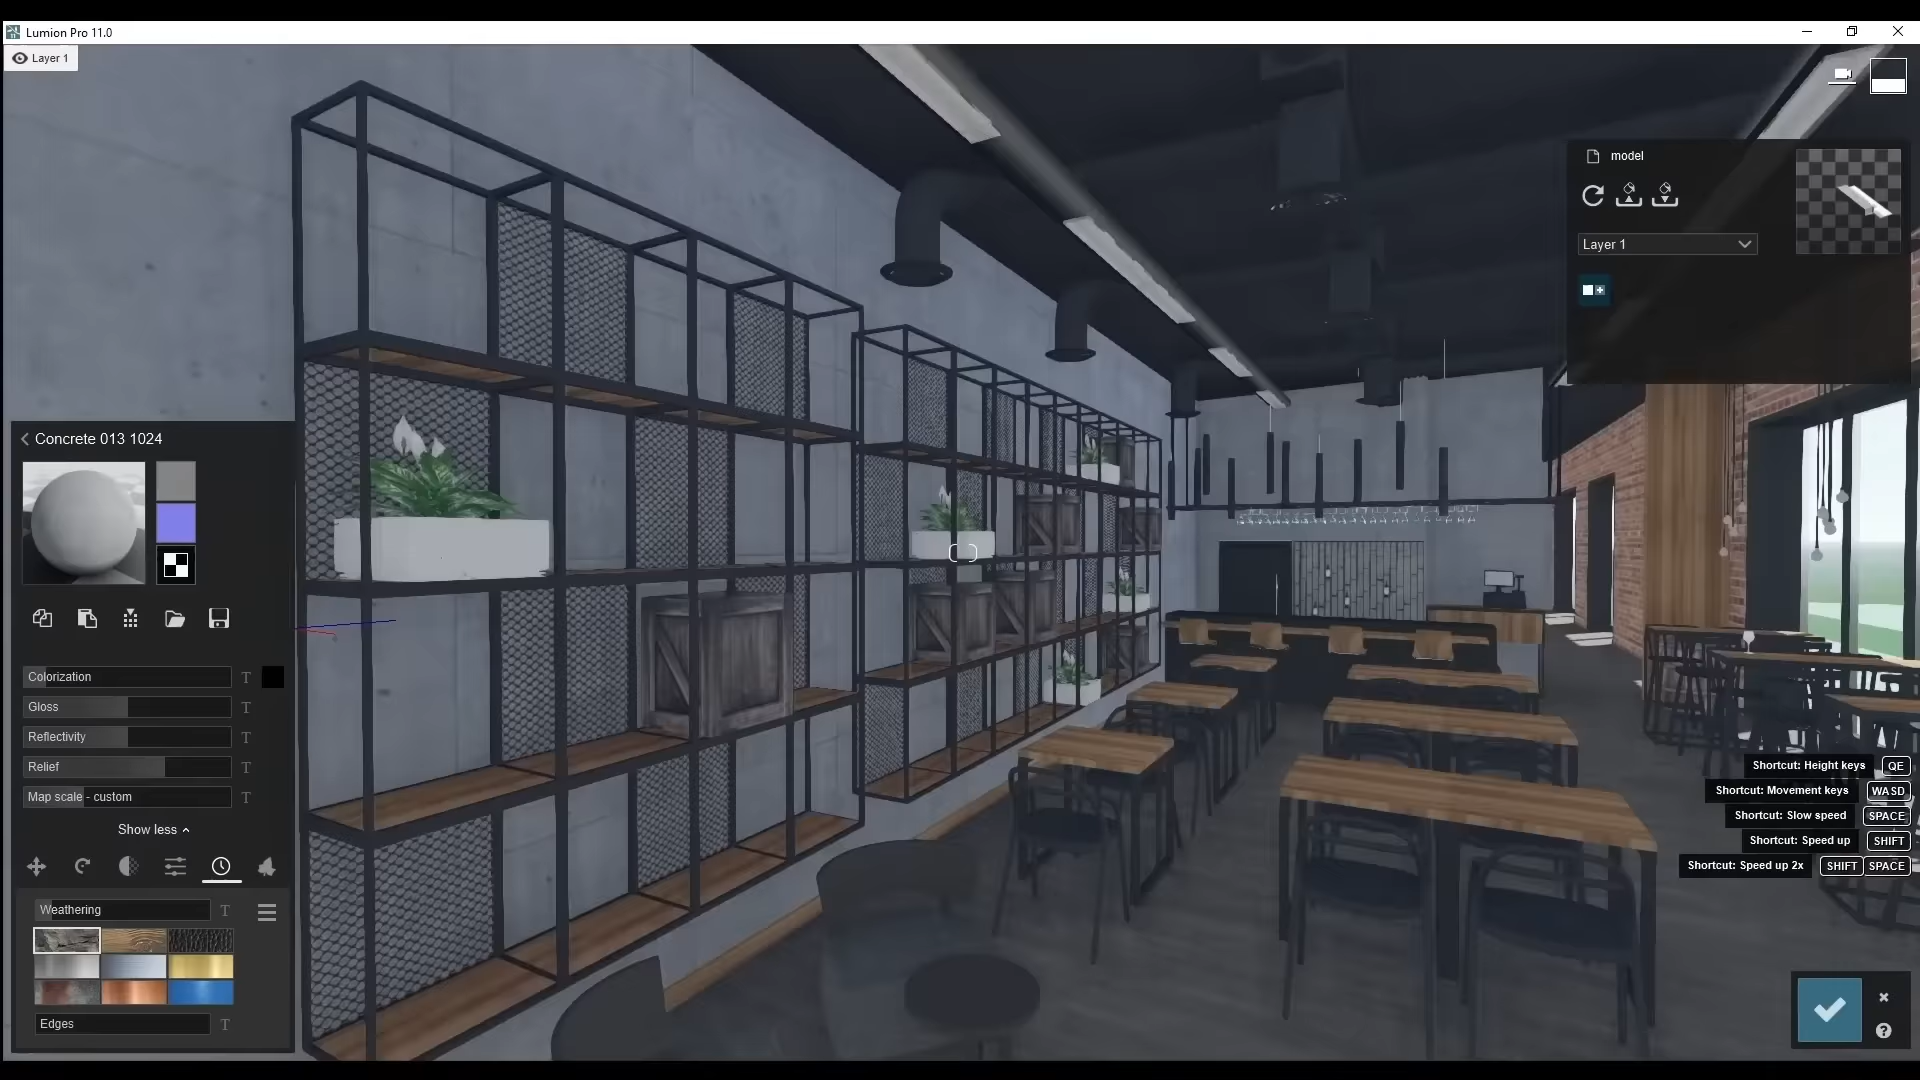 Lumion Pro 11.0
Layer 1
model
Layer 1
Concrete 013 1024
Colorization T
Gloss T
Reflectivity T
Relief T
Map scale - custom T
Show less
Weathering T
Edges T
Shortcut: Height keys QE
Shortcut: Movement keys WASD
Shortcut: Slow speed SPACE
Shortcut: Speed up SHIFT
Shortcut: Speed up 2x SHIFT SPACE
?